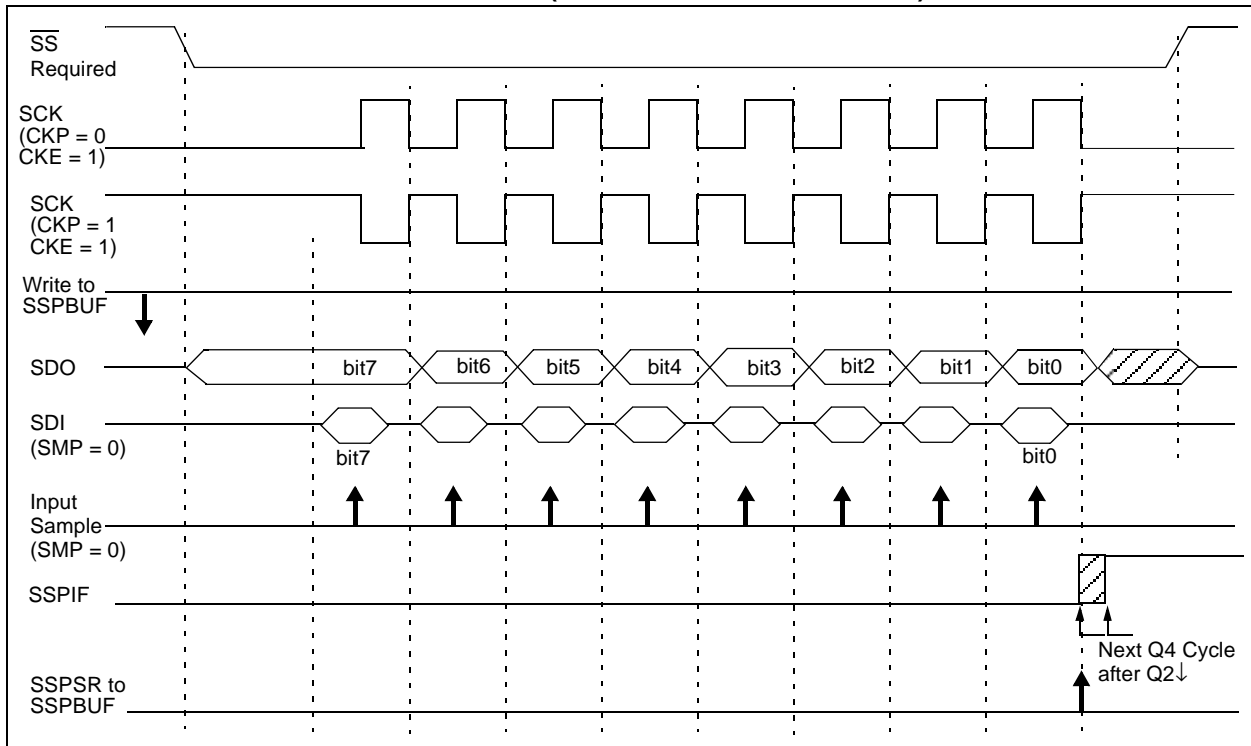 SS
Required
SCK
(CKP = 0
CKE = 1)
SCK
(CKP = 1
CKE = 1)
Write to
SSPBUF
SDO
bit7 bit6 bit5 bit4 bit3 bit2 bit1 bit0
SDI
(SMP = 0)
bit7 bit0
Input
Sample
(SMP = 0)
SSPIF
Next Q4 Cycle
after Q2↓
SSPSR to
SSPBUF